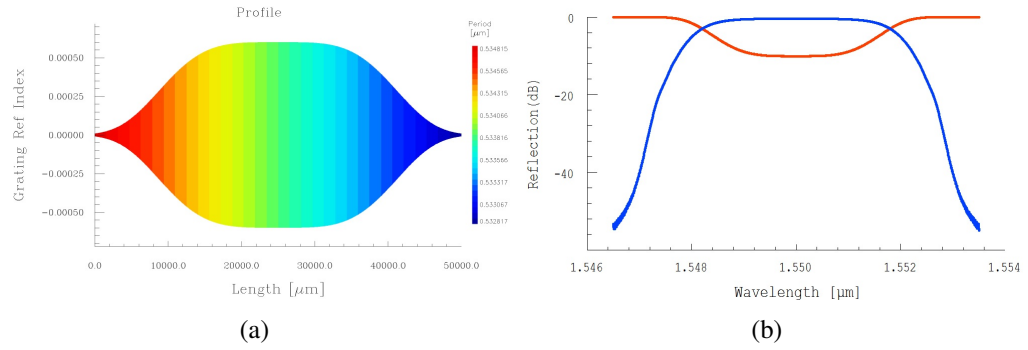 Profile
Period
[μm]
0.534815
0.534565
0.534315
0.534066
0.533816
0.533566
0.533317
0.533067
0.532817
Grating Ref Index
0.00050
0.00025
0.00000
−0.00025
−0.00050
0.0 10000.0 20000.0 30000.0 40000.0 50000.0
Length [μm]
(a)
Reflection(dB)
0
-20
-40
1.546 1.548 1.550 1.552 1.554
Wavelength [μm]
(b)